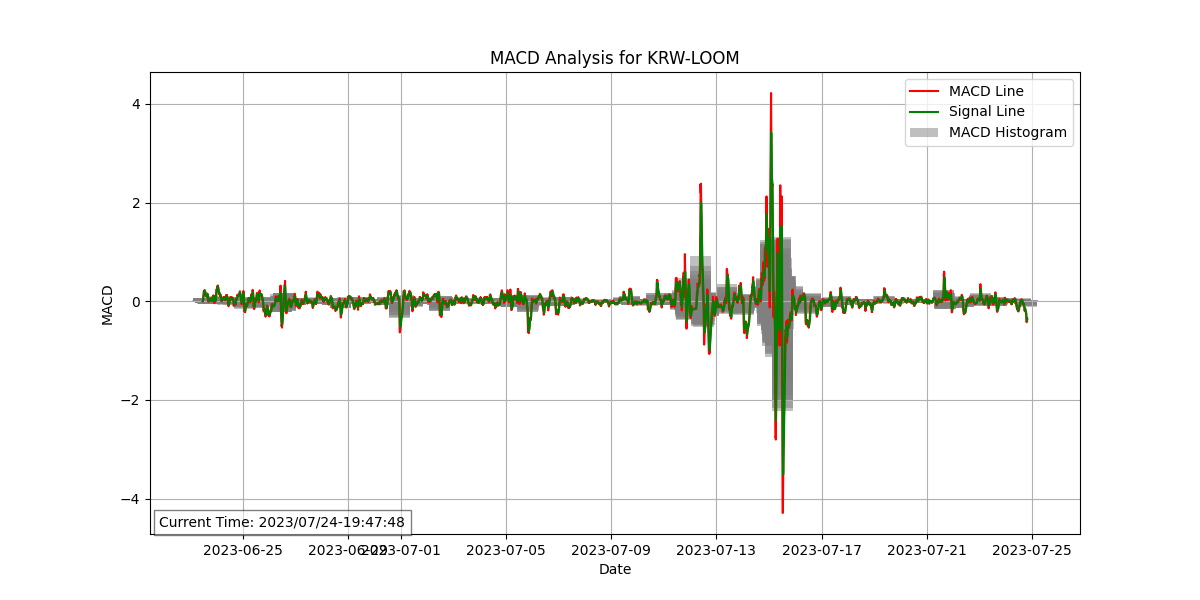 MACD Analysis for KRW-LOOM
MACD Line
Signal Line
MACD Histogram
4
2
0
−2
−4
MACD
Current Time: 2023/07/24-19:47:48
2023-06-25
2023-06-29
2023-07-01
2023-07-05
2023-07-09
2023-07-13
2023-07-17
2023-07-21
2023-07-25
Date